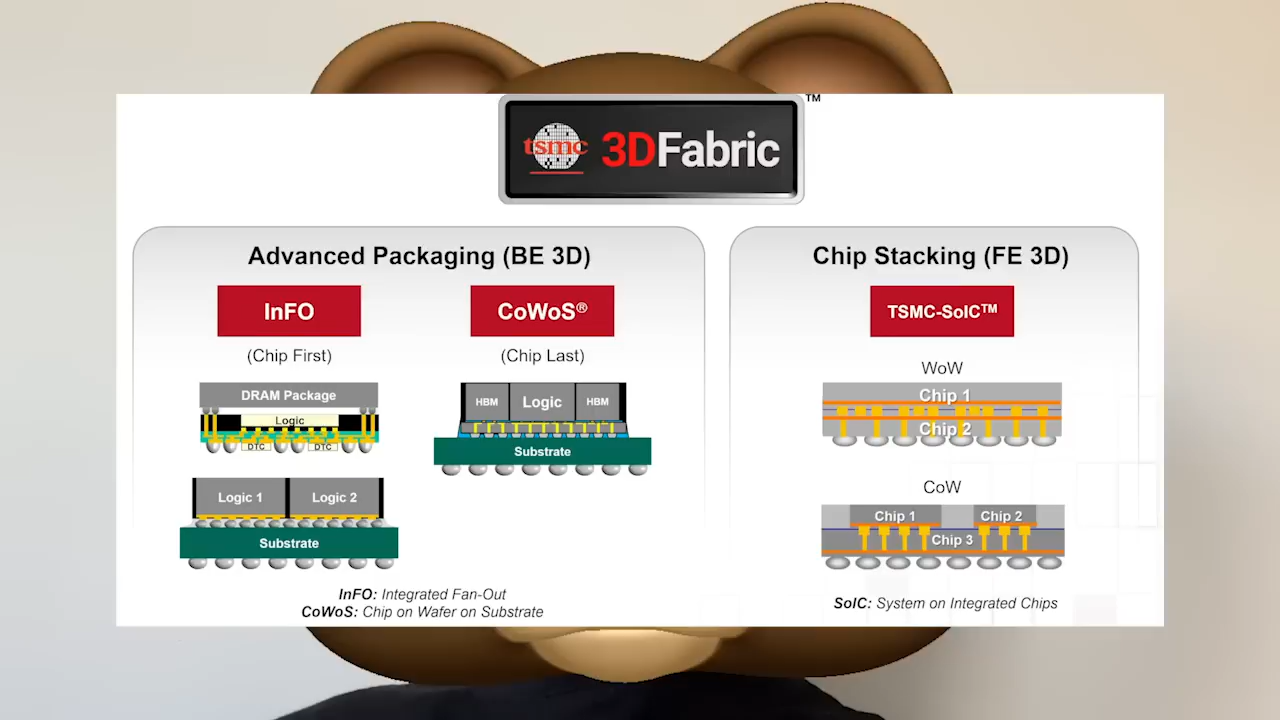 tsmc 3DFabric ™
Advanced Packaging (BE 3D)
InFO
(Chip First)
DRAM Package
Logic
DTC DTC
Logic 1 Logic 2
Substrate
CoWoS®
(Chip Last)
HBM Logic HBM
Substrate
InFO: Integrated Fan-Out
CoWoS: Chip on Wafer on Substrate
Chip Stacking (FE 3D)
TSMC-SoIC™
WoW
Chip 1
Chip 2
CoW
Chip 1 Chip 2
Chip 3
SoIC: System on Integrated Chips